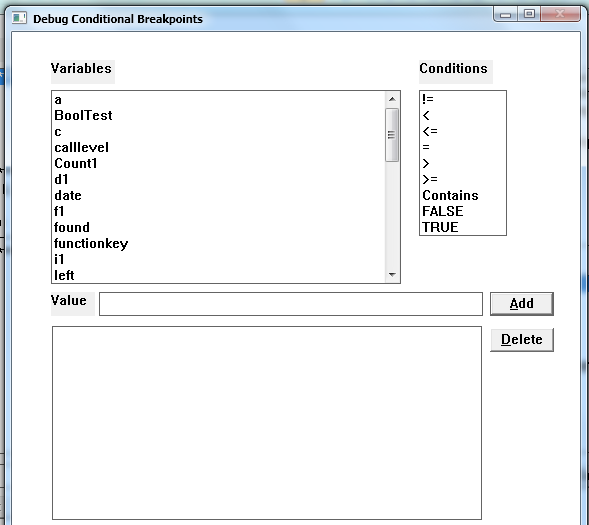 Debug Conditional Breakpoints
Variables
a
BoolTest
c
calllevel
Count1
d1
date
f1
found
functionkey
i1
left
Conditions
!=
<
<=
=
>
>=
Contains
FALSE
TRUE
Value
Add
Delete